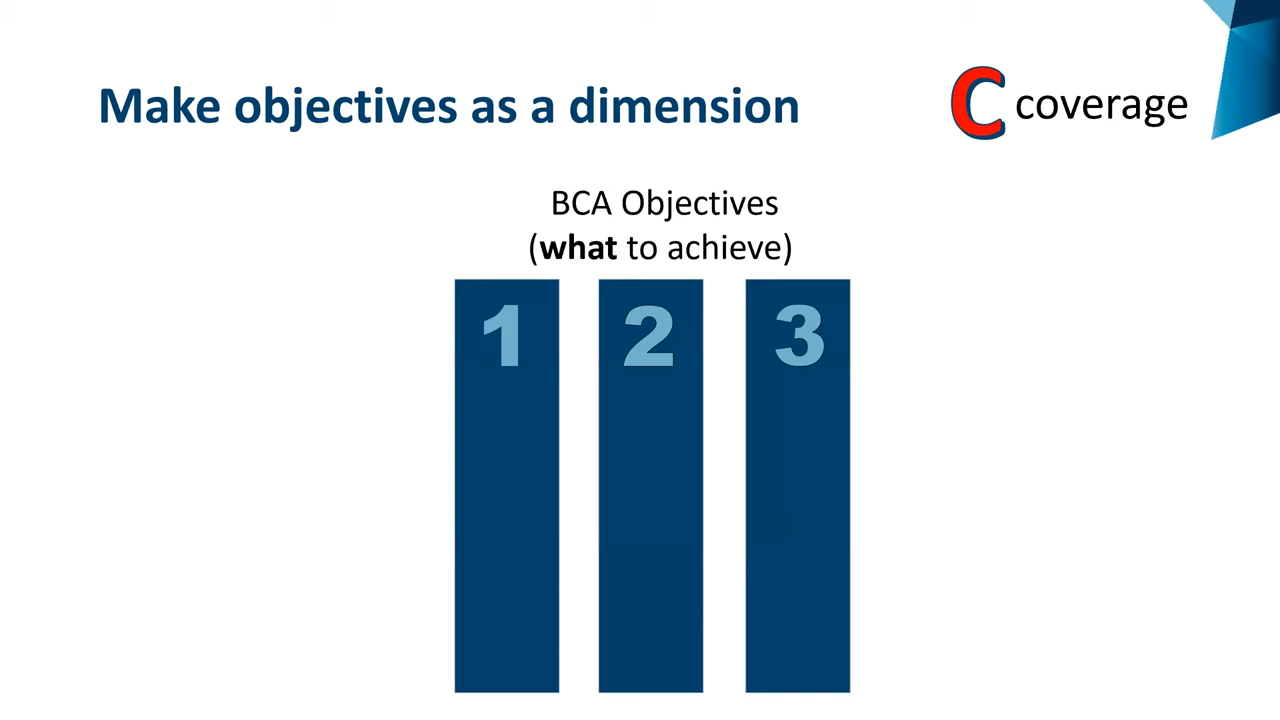 Make objectives as a dimension
C coverage
BCA Objectives
(what to achieve)
1 2 3